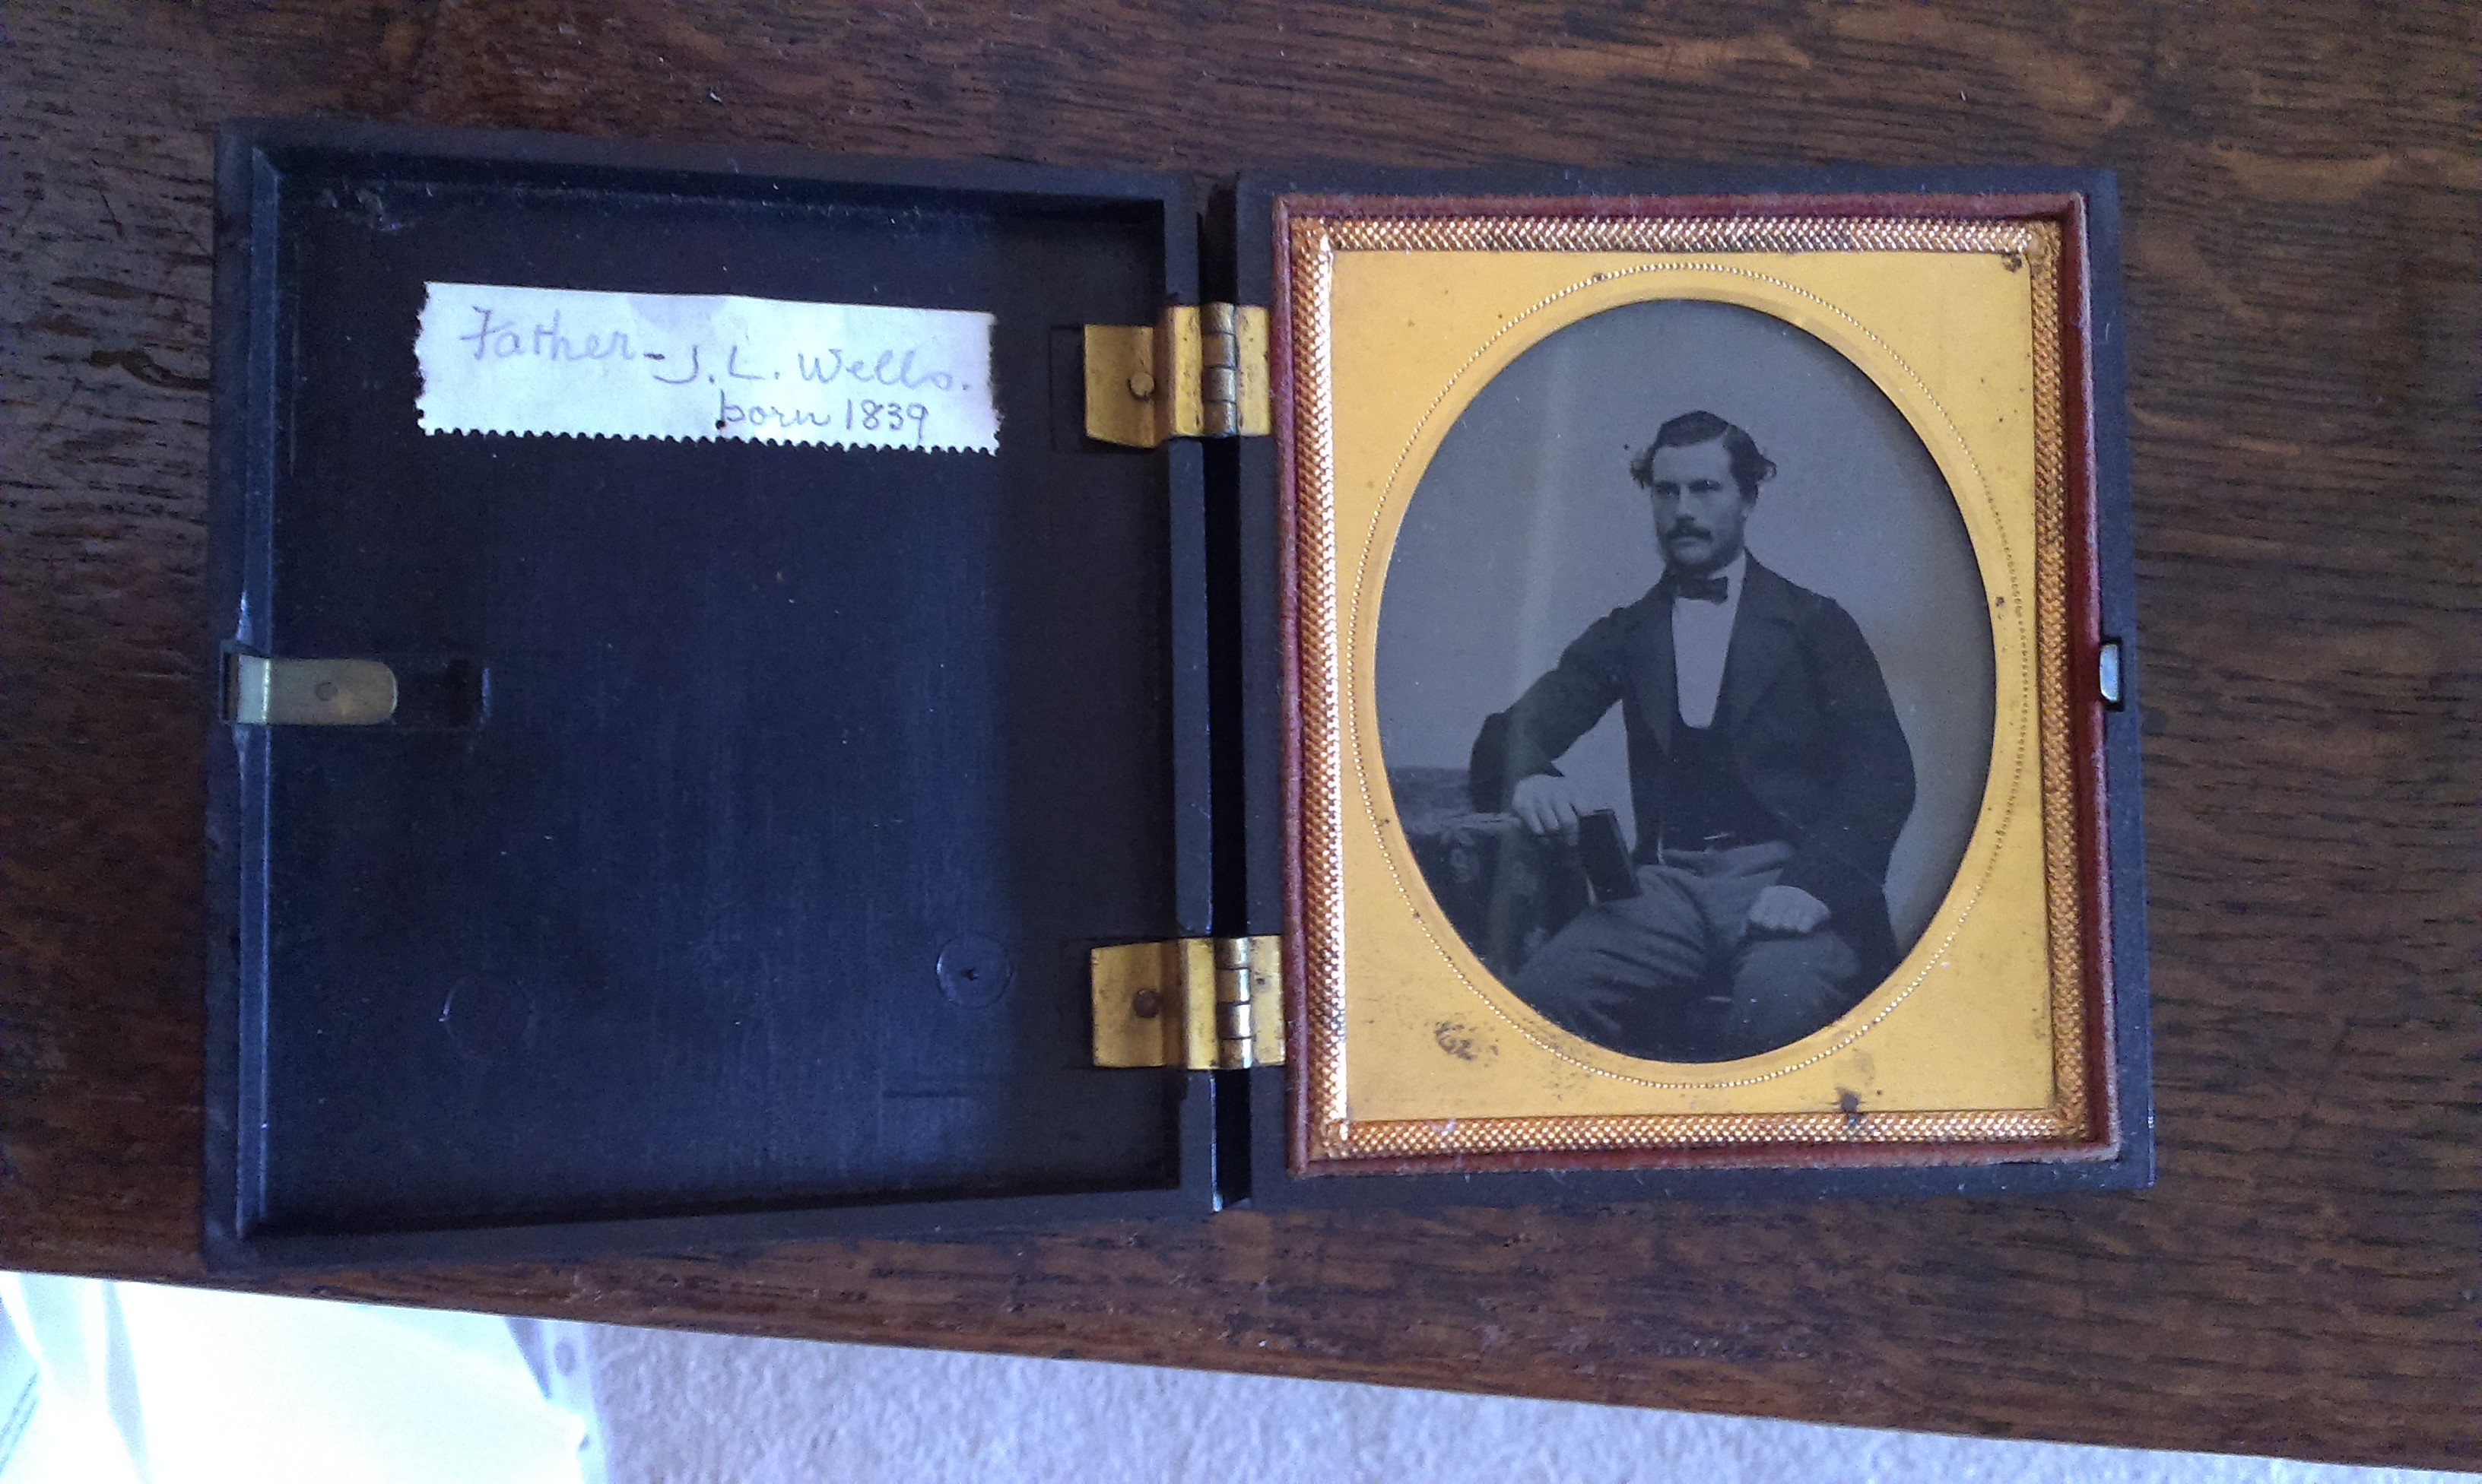 Father - J. L. Wells.
born 1839